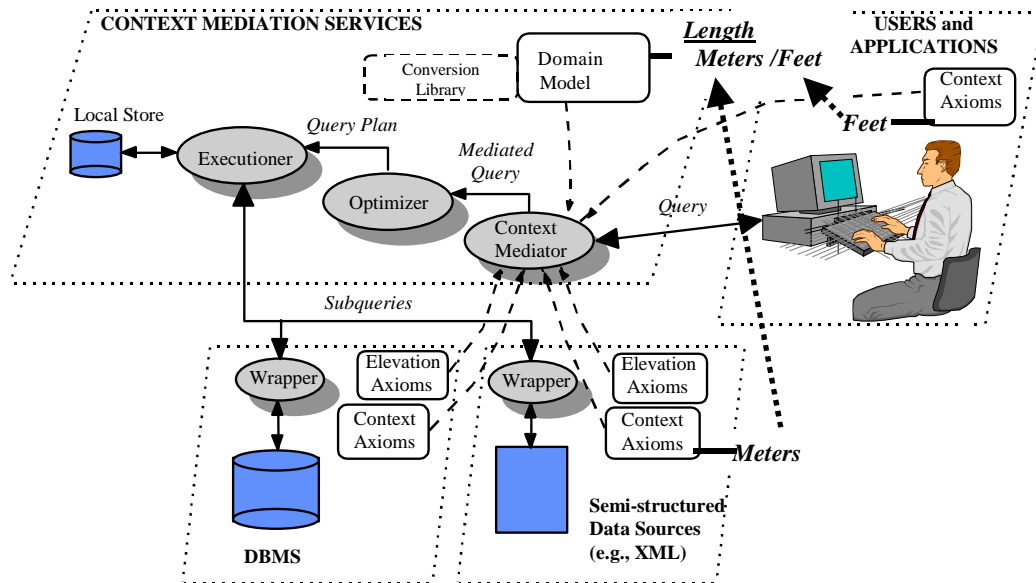 CONTEXT MEDIATION SERVICES
USERS and
APPLICATIONS
Length
Meters /Feet
Domain
Model
Conversion
Library
Context
Axioms
Feet
Local Store
Query Plan
Executioner
Mediated
Query
Optimizer
Query
Context
Mediator
Subqueries
Wrapper
Elevation
Axioms
Context
Axioms
Wrapper
Elevation
Axioms
Context
Axioms
Meters
DBMS
Semi-structured
Data Sources
(e.g., XML)